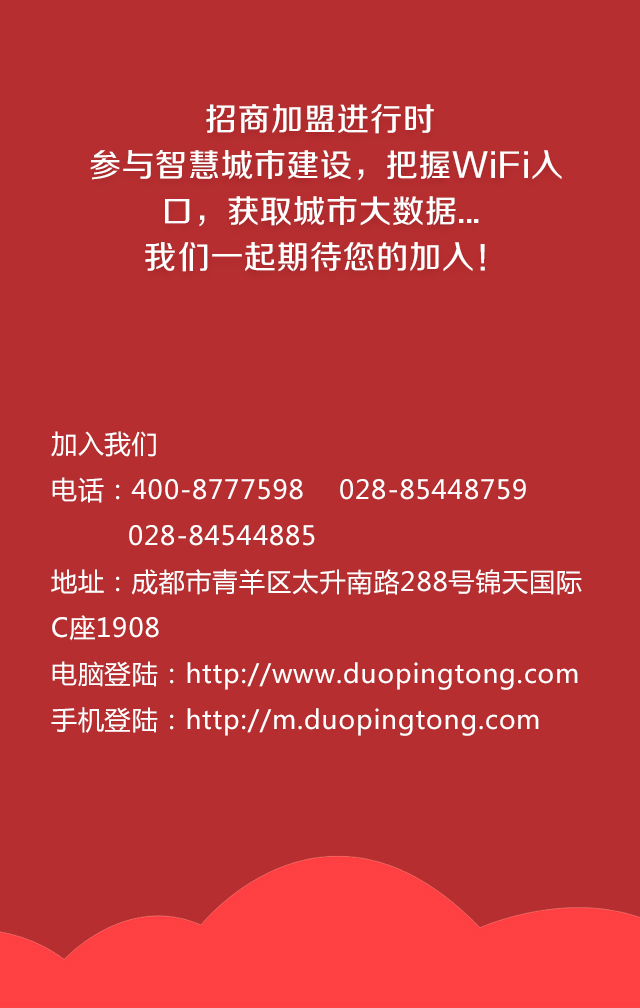 招商加盟进行时
参与智慧城市建设，把握WiFi入
口，获取城市大数据...
我们一起期待您的加入！
加入我们
电话：400-8777598 028-85448759
028-84544885
地址：成都市青羊区太升南路288号锦天国际
C座1908
电脑登陆：http://www.duopingtong.com
手机登陆：http://m.duopingtong.com